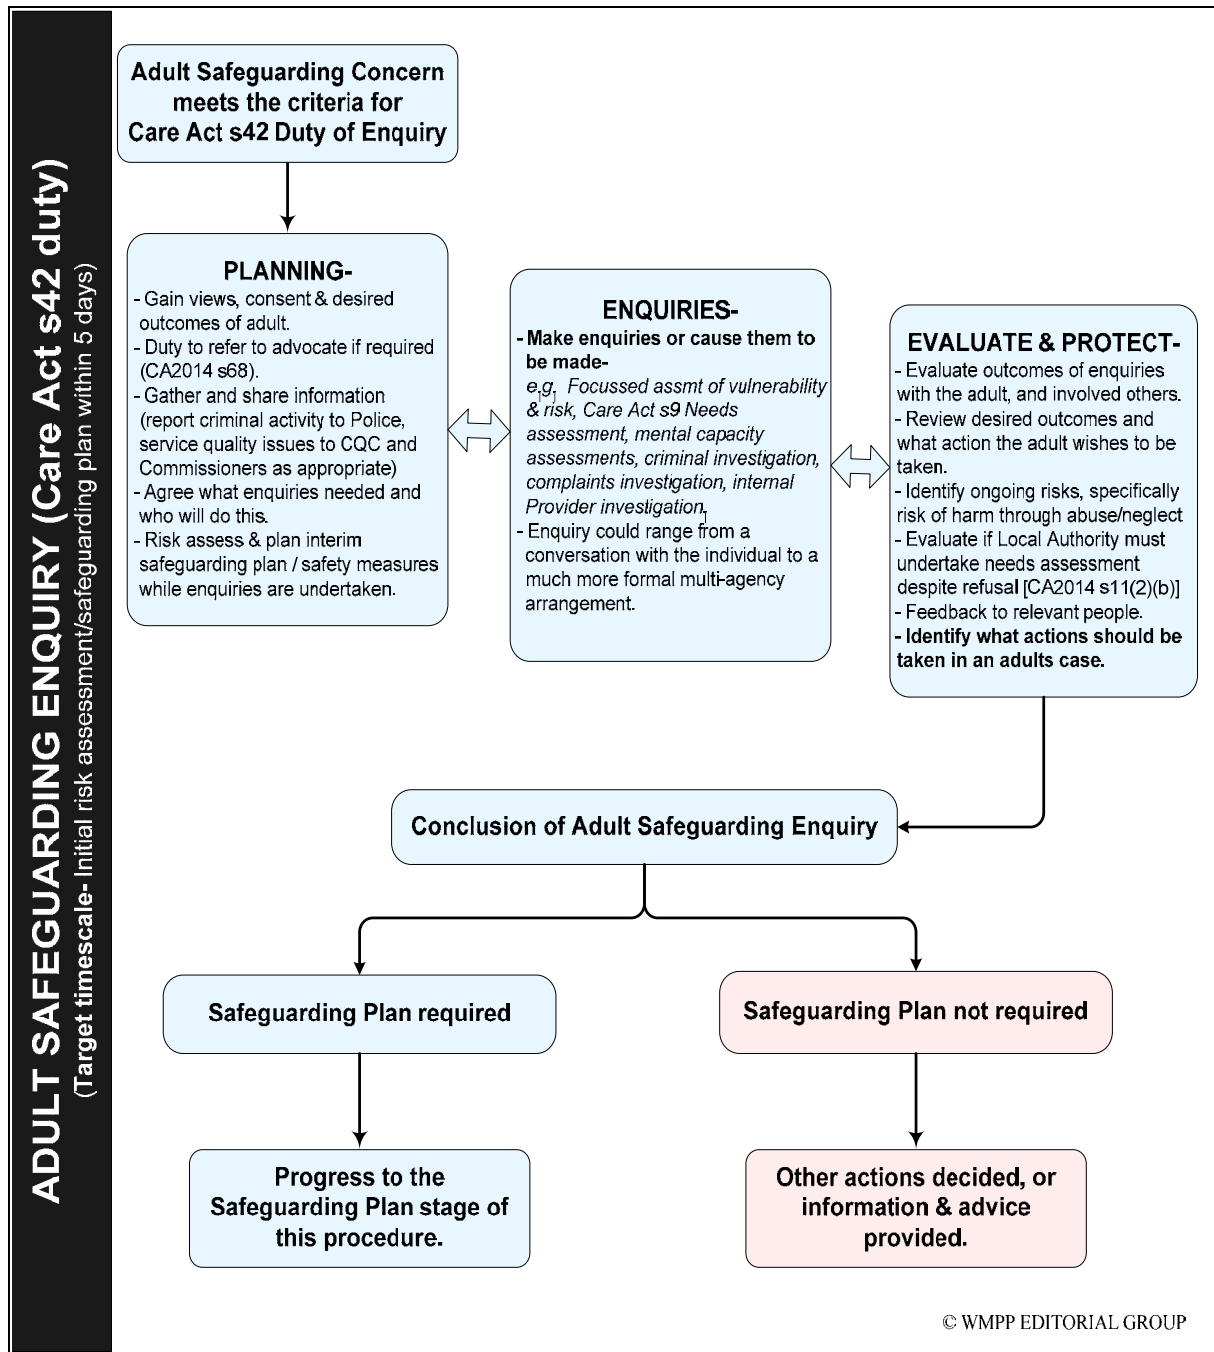 ADULT SAFEGUARDING ENQUIRY (Care Act s42 duty)
(Target timescale- Initial risk assessment/safeguarding plan within 5 days)
Adult Safeguarding Concern
meets the criteria for
Care Act s42 Duty of Enquiry
PLANNING-
- Gain views, consent & desired
outcomes of adult.
- Duty to refer to advocate if required
(CA2014 s68).
- Gather and share information
(report criminal activity to Police,
service quality issues to CQC and
Commissioners as appropriate)
- Agree what enquiries needed and
who will do this.
- Risk assess & plan interim
safeguarding plan / safety measures
while enquiries are undertaken.
ENQUIRIES-
- Make enquiries or cause them to
be made-
e.g. Focussed assmt of vulnerability
& risk, Care Act s9 Needs
assessment, mental capacity
assessments, criminal investigation,
complaints investigation, internal
Provider investigation.
- Enquiry could range from a
conversation with the individual to a
much more formal multi-agency
arrangement.
EVALUATE & PROTECT-
- Evaluate outcomes of enquiries
with the adult, and involved others.
- Review desired outcomes and
what action the adult wishes to be
taken.
- Identify ongoing risks, specifically
risk of harm through abuse/neglect
- Evaluate if Local Authority must
undertake needs assessment
despite refusal [CA2014 s11(2)(b)]
- Feedback to relevant people.
- Identify what actions should be
taken in an adults case.
Conclusion of Adult Safeguarding Enquiry
Safeguarding Plan required
Safeguarding Plan not required
Progress to the
Safeguarding Plan stage of
this procedure.
Other actions decided, or
information & advice
provided.
© WMPP EDITORIAL GROUP